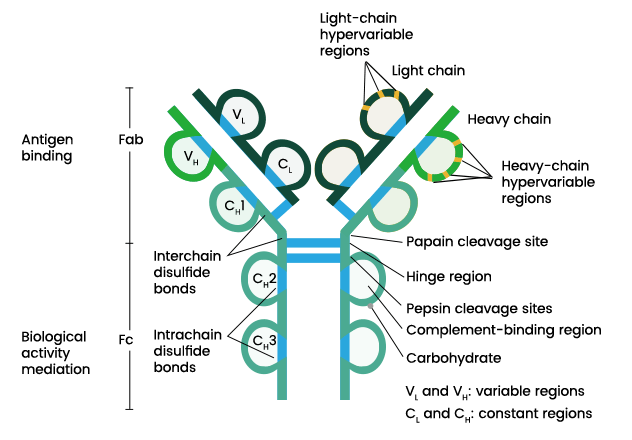 Light-chain
hypervariable
regions
Light chain
Heavy chain
Heavy-chain
hypervariable
regions
Antigen
binding
Fab
V_L
V_H
C_L
C_H1
Papain cleavage site
Interchain
disulfide
bonds
Hinge region
C_H2
Pepsin cleavage sites
Complement-binding region
Biological
activity
mediation
Fc
Intrachain
disulfide
bonds
C_H3
Carbohydrate
V_L and V_H: variable regions
C_L and C_H: constant regions